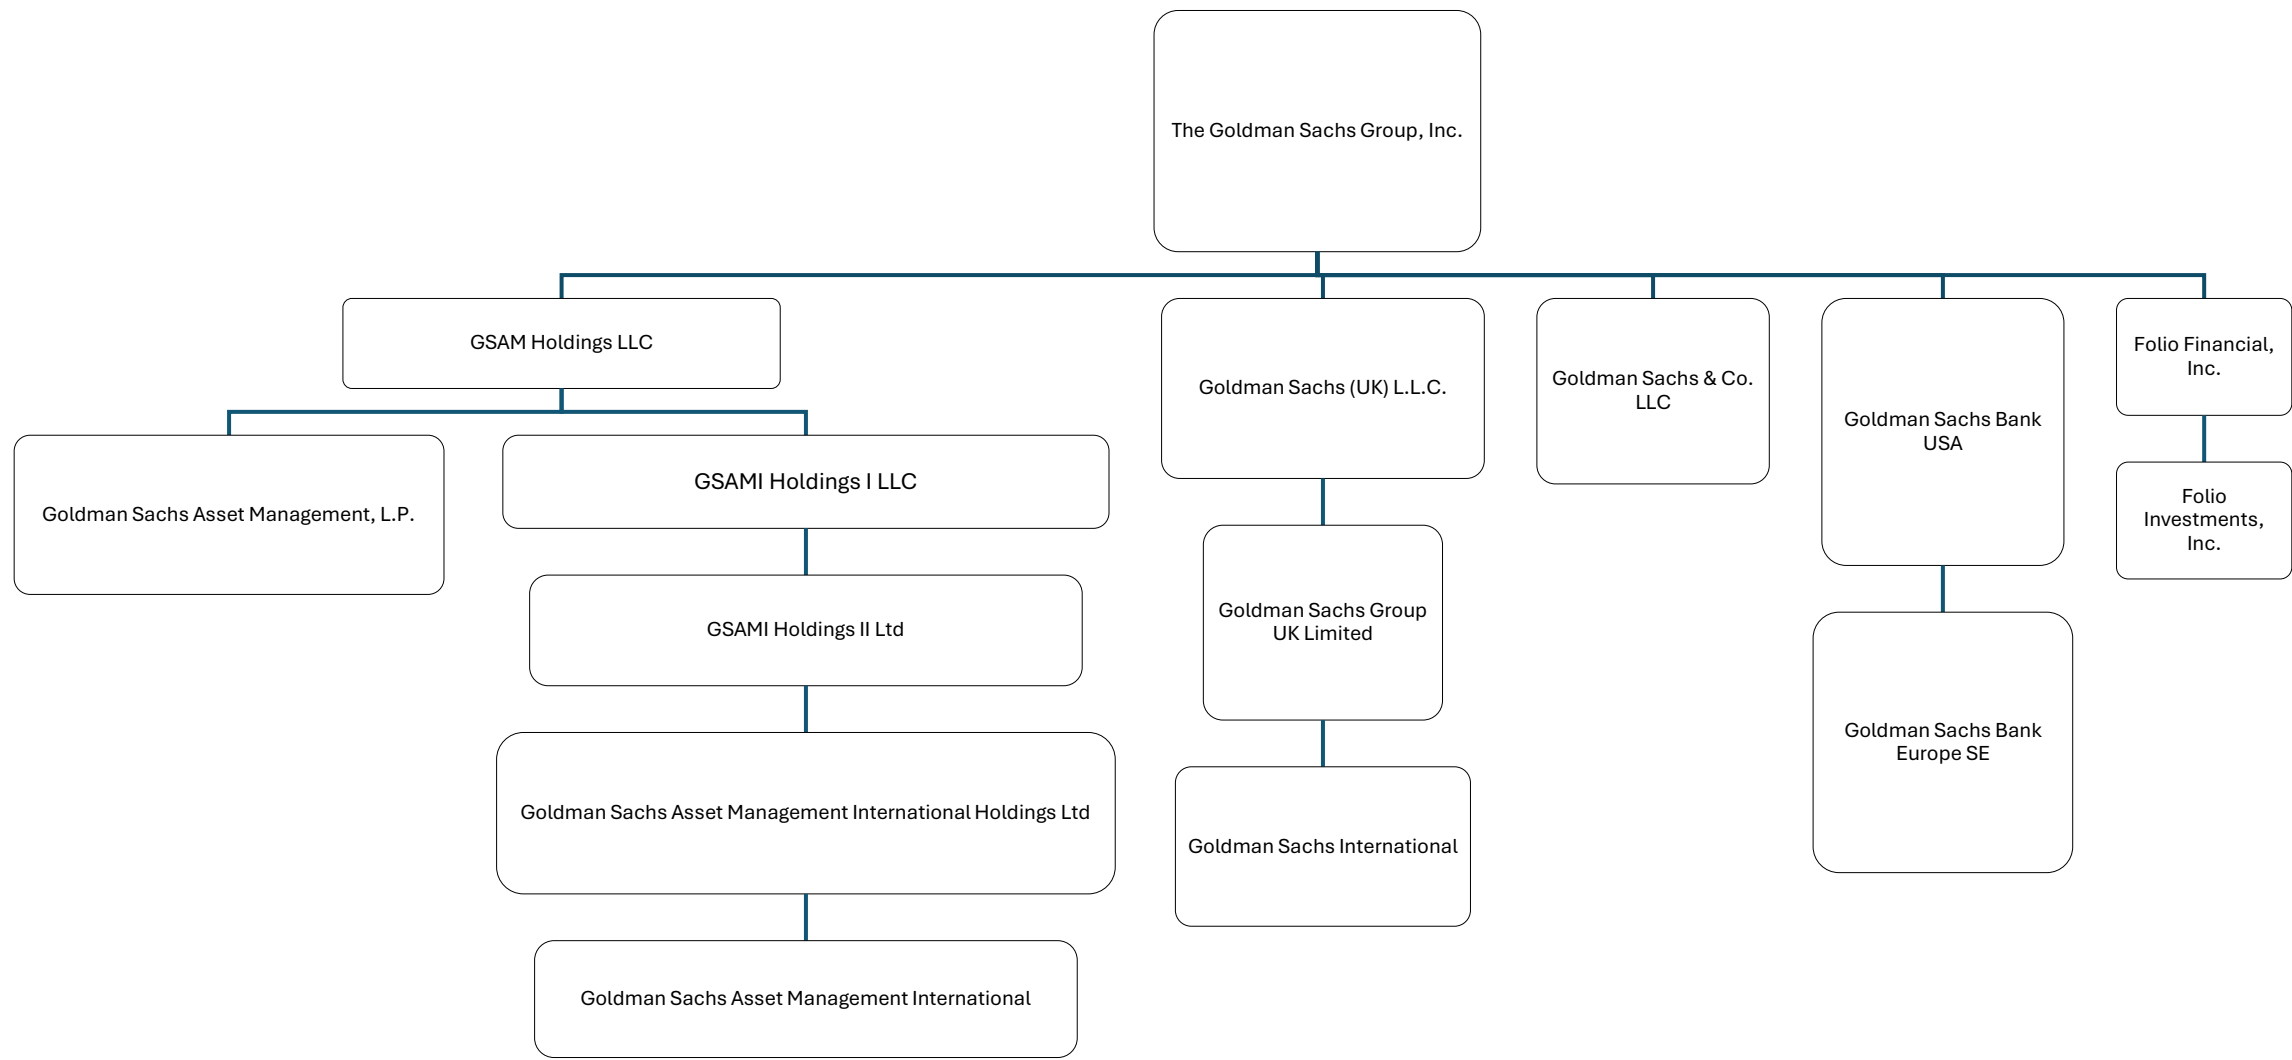 The Goldman Sachs Group, Inc.
GSAM Holdings LLC
Goldman Sachs Asset Management, L.P.
GSAMI Holdings I LLC
GSAMI Holdings II Ltd
Goldman Sachs Asset Management International Holdings Ltd
Goldman Sachs Asset Management International
Goldman Sachs (UK) L.L.C.
Goldman Sachs Group
UK Limited
Goldman Sachs International
Goldman Sachs & Co.
LLC
Goldman Sachs Bank
USA
Goldman Sachs Bank
Europe SE
Folio Financial,
Inc.
Folio
Investments,
Inc.